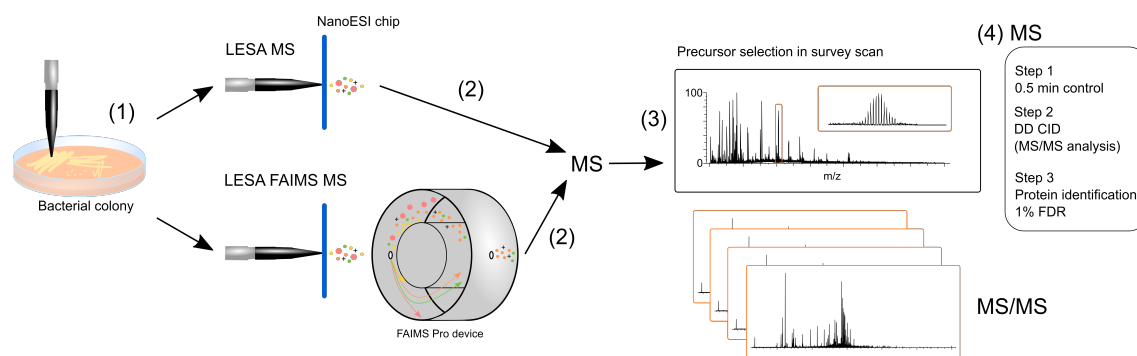 NanoESI chip
LESA MS
(1)
(2)
Bacterial colony
LESA FAIMS MS
FAIMS Pro device
(2)
MS
(3)
Precursor selection in survey scan
100
0
m/z
MS/MS
(4) MS
Step 1
0.5 min control
Step 2
DD CID
(MS/MS analysis)
Step 3
Protein identification
1% FDR